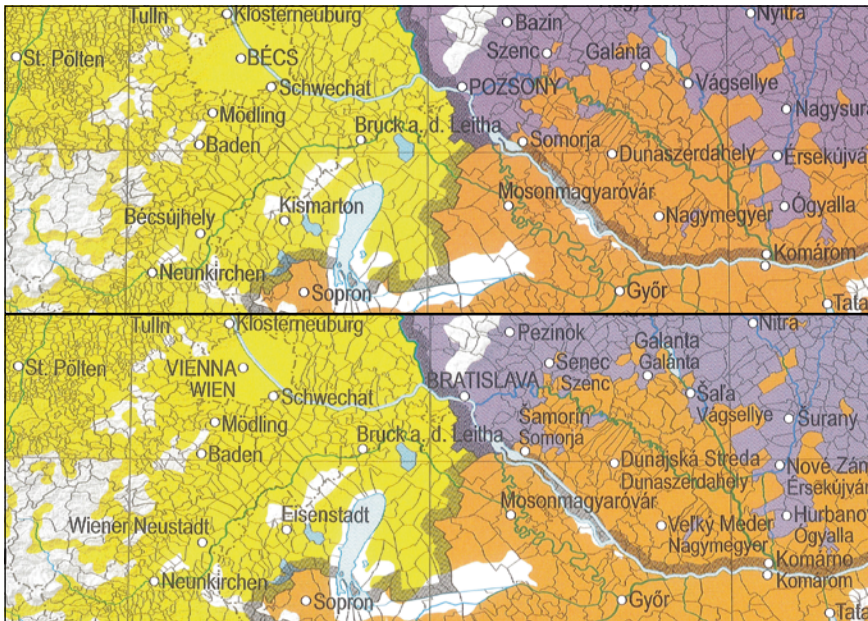 Tulln
Klosterneuburg
Bazin
Nyitra
St. Pölten
BÉCS
Szenc
Galánta
Schwechat
POZSONY
Vágsellye
Mödling
Nagysur
Baden
Bruck a. d. Leitha
Somorja
Dunaszerdahely
Érsekújvár
Kismarton
Mosonmagyaróvár
Bécsújhely
Nagymegyer
Ógyalla
Neunkirchen
Komárom
Sopron
Győr
Tata
Tulln
Klosterneuburg
Pezinok
Nitra
St. Pölten
VIENNA
WIEN
Senec
Szenc
Galanta
Galánta
Schwechat
BRATISLAVA
Šaľa
Vágsellye
Mödling
Šamorín
Somorja
Šurany
Baden
Bruck a. d. Leitha
Dunajská Streda
Dunaszerdahely
Nové Zám
Érsekújvár
Wiener Neustadt
Eisenstadt
Mosonmagyaróvár
Veľký Meder
Nagymegyer
Hurbanov
Ógyalla
Neunkirchen
Komárno
Komárom
Sopron
Győr
Tata